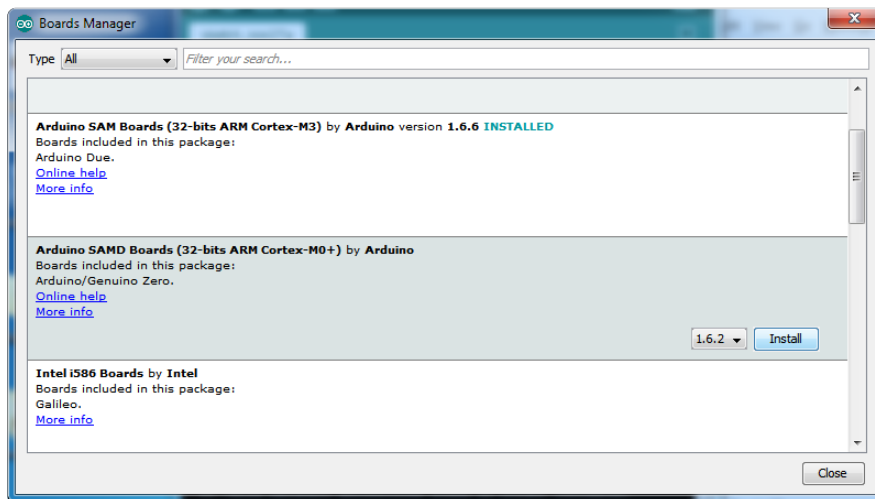 Boards Manager
Type All Filter your search...
Arduino SAM Boards (32-bits ARM Cortex-M3) by Arduino version 1.6.6 INSTALLED
Boards included in this package:
Arduino Due.
Online help
More info
Arduino SAMD Boards (32-bits ARM Cortex-M0+) by Arduino
Boards included in this package:
Arduino/Genuino Zero.
Online help
More info
1.6.2 Install
Intel i586 Boards by Intel
Boards included in this package:
Galileo.
More info
Close